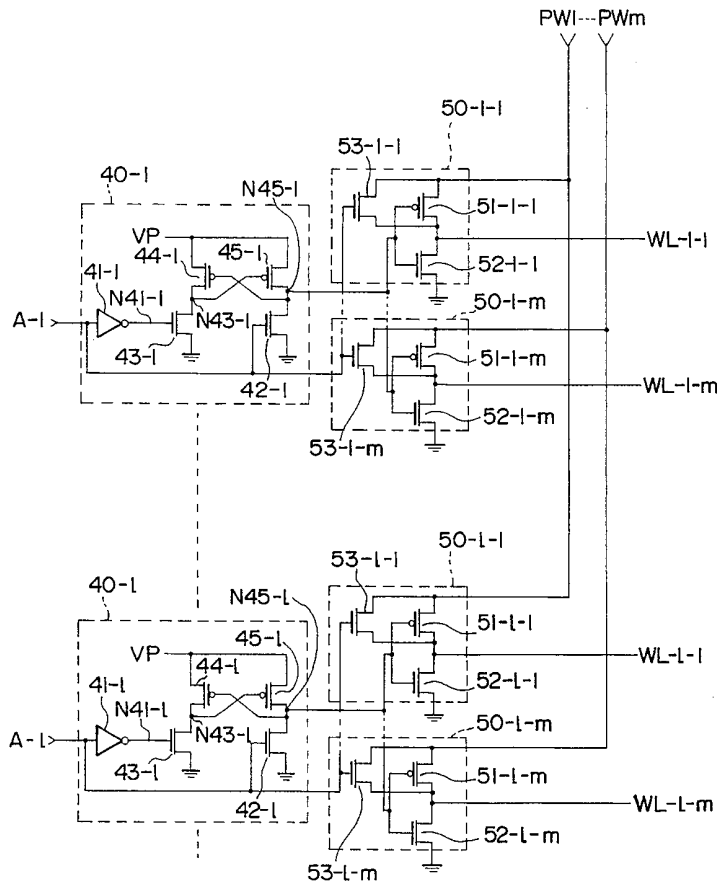 PW1---PWm
50-1-1
53-1-1
40-1
N45-1
VP
45-1
51-1-1
44-1
41-1
WL-1-1
N41-1
52-1-1
A-1
N43-1
50-1-m
43-1
42-1
51-1-m
WL-1-m
52-1-m
53-1-m
50-l-1
53-l-1
40-l
N45-l
VP
45-l
51-l-1
44-l
41-l
WL-l-1
N41-l
52-l-1
A-l
N43-l
50-l-m
43-l
42-l
51-l-m
WL-l-m
52-l-m
53-l-m